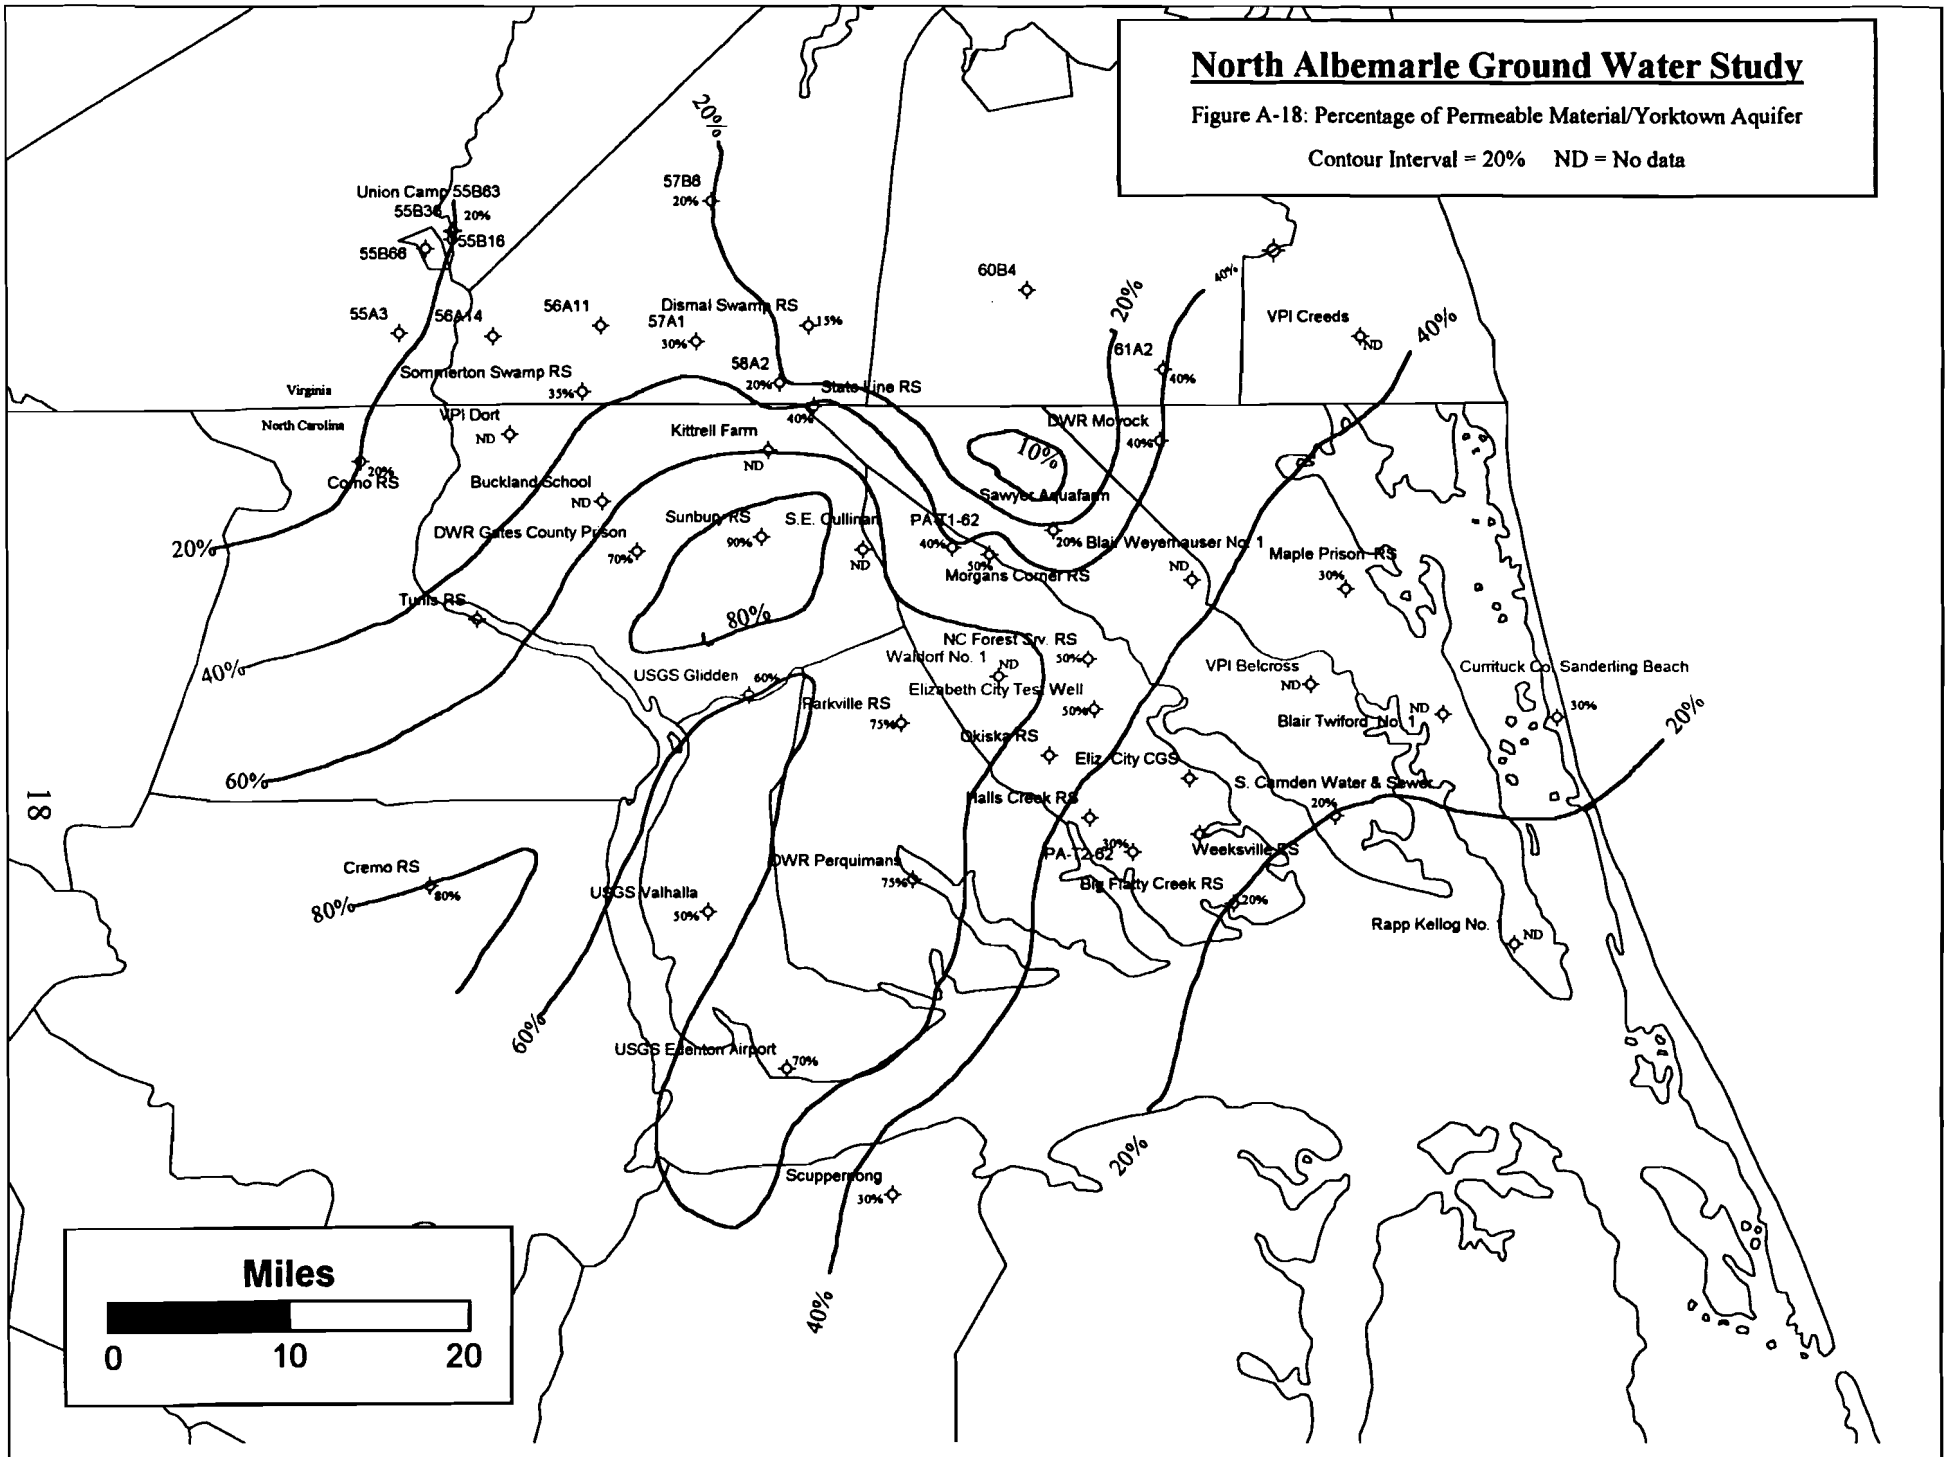 North Albemarle Ground Water Study
Figure A-18: Percentage of Permeable Material/Yorktown Aquifer
Contour Interval = 20% ND = No data
20%
57B6
20%
Union Camp 55B63
55B36
20%
55B16
55B66
60B4
40%
20%
VPI Creeds
ND
40%
55A3
56A14
56A11
Dismal Swamp RS
15%
57A1
30%
61A2
40%
58A2
20%
Sommerton Swamp RS
35%
State Line RS
40%
Virginia
North Carolina
VPI Dort
ND
Kittrell Farm
ND
DWR Moyock
40%
10%
20%
Como RS
Buckland School
ND
Sawyer Aquafarm
20%
DWR Gates County Prison
70%
Sunbury RS
90%
S.E. Cullinan
ND
PA-T1-62
40%
50%
Morgans Corner RS
Blair Weyerhauser No. 1
ND
Maple Prison RS
30%
20%
Tunis RS
80%
40%
NC Forest Srv. RS
50%
Waldorf No. 1
ND
USGS Glidden
60%
Elizabeth City Test Well
50%
VPI Belcross
ND
Currituck Co. Sanderling Beach
30%
Parkville RS
75%
Blair Twiford No. 1
ND
20%
Okiska RS
60%
Eliz. City CGS
S. Camden Water & Sewer
20%
Halls Creek RS
18
PA-T2-62
30%
Weeksville RS
Cremo RS
80%
80%
DWR Perquimans
75%
USGS Valhalla
50%
Big Flatty Creek RS
20%
Rapp Kellog No.
ND
60%
USGS Edenton Airport
70%
20%
Scuppernong
30%
40%
Miles
0 10 20